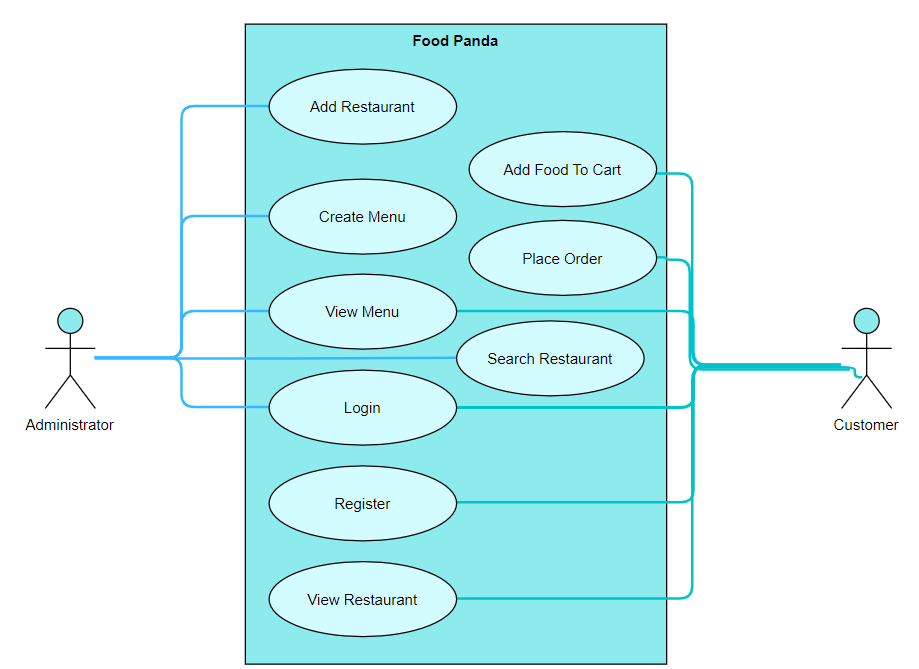 Food Panda
Add Restaurant
Add Food To Cart
Create Menu
Place Order
View Menu
Search Restaurant
Login
Administrator
Customer
Register
View Restaurant